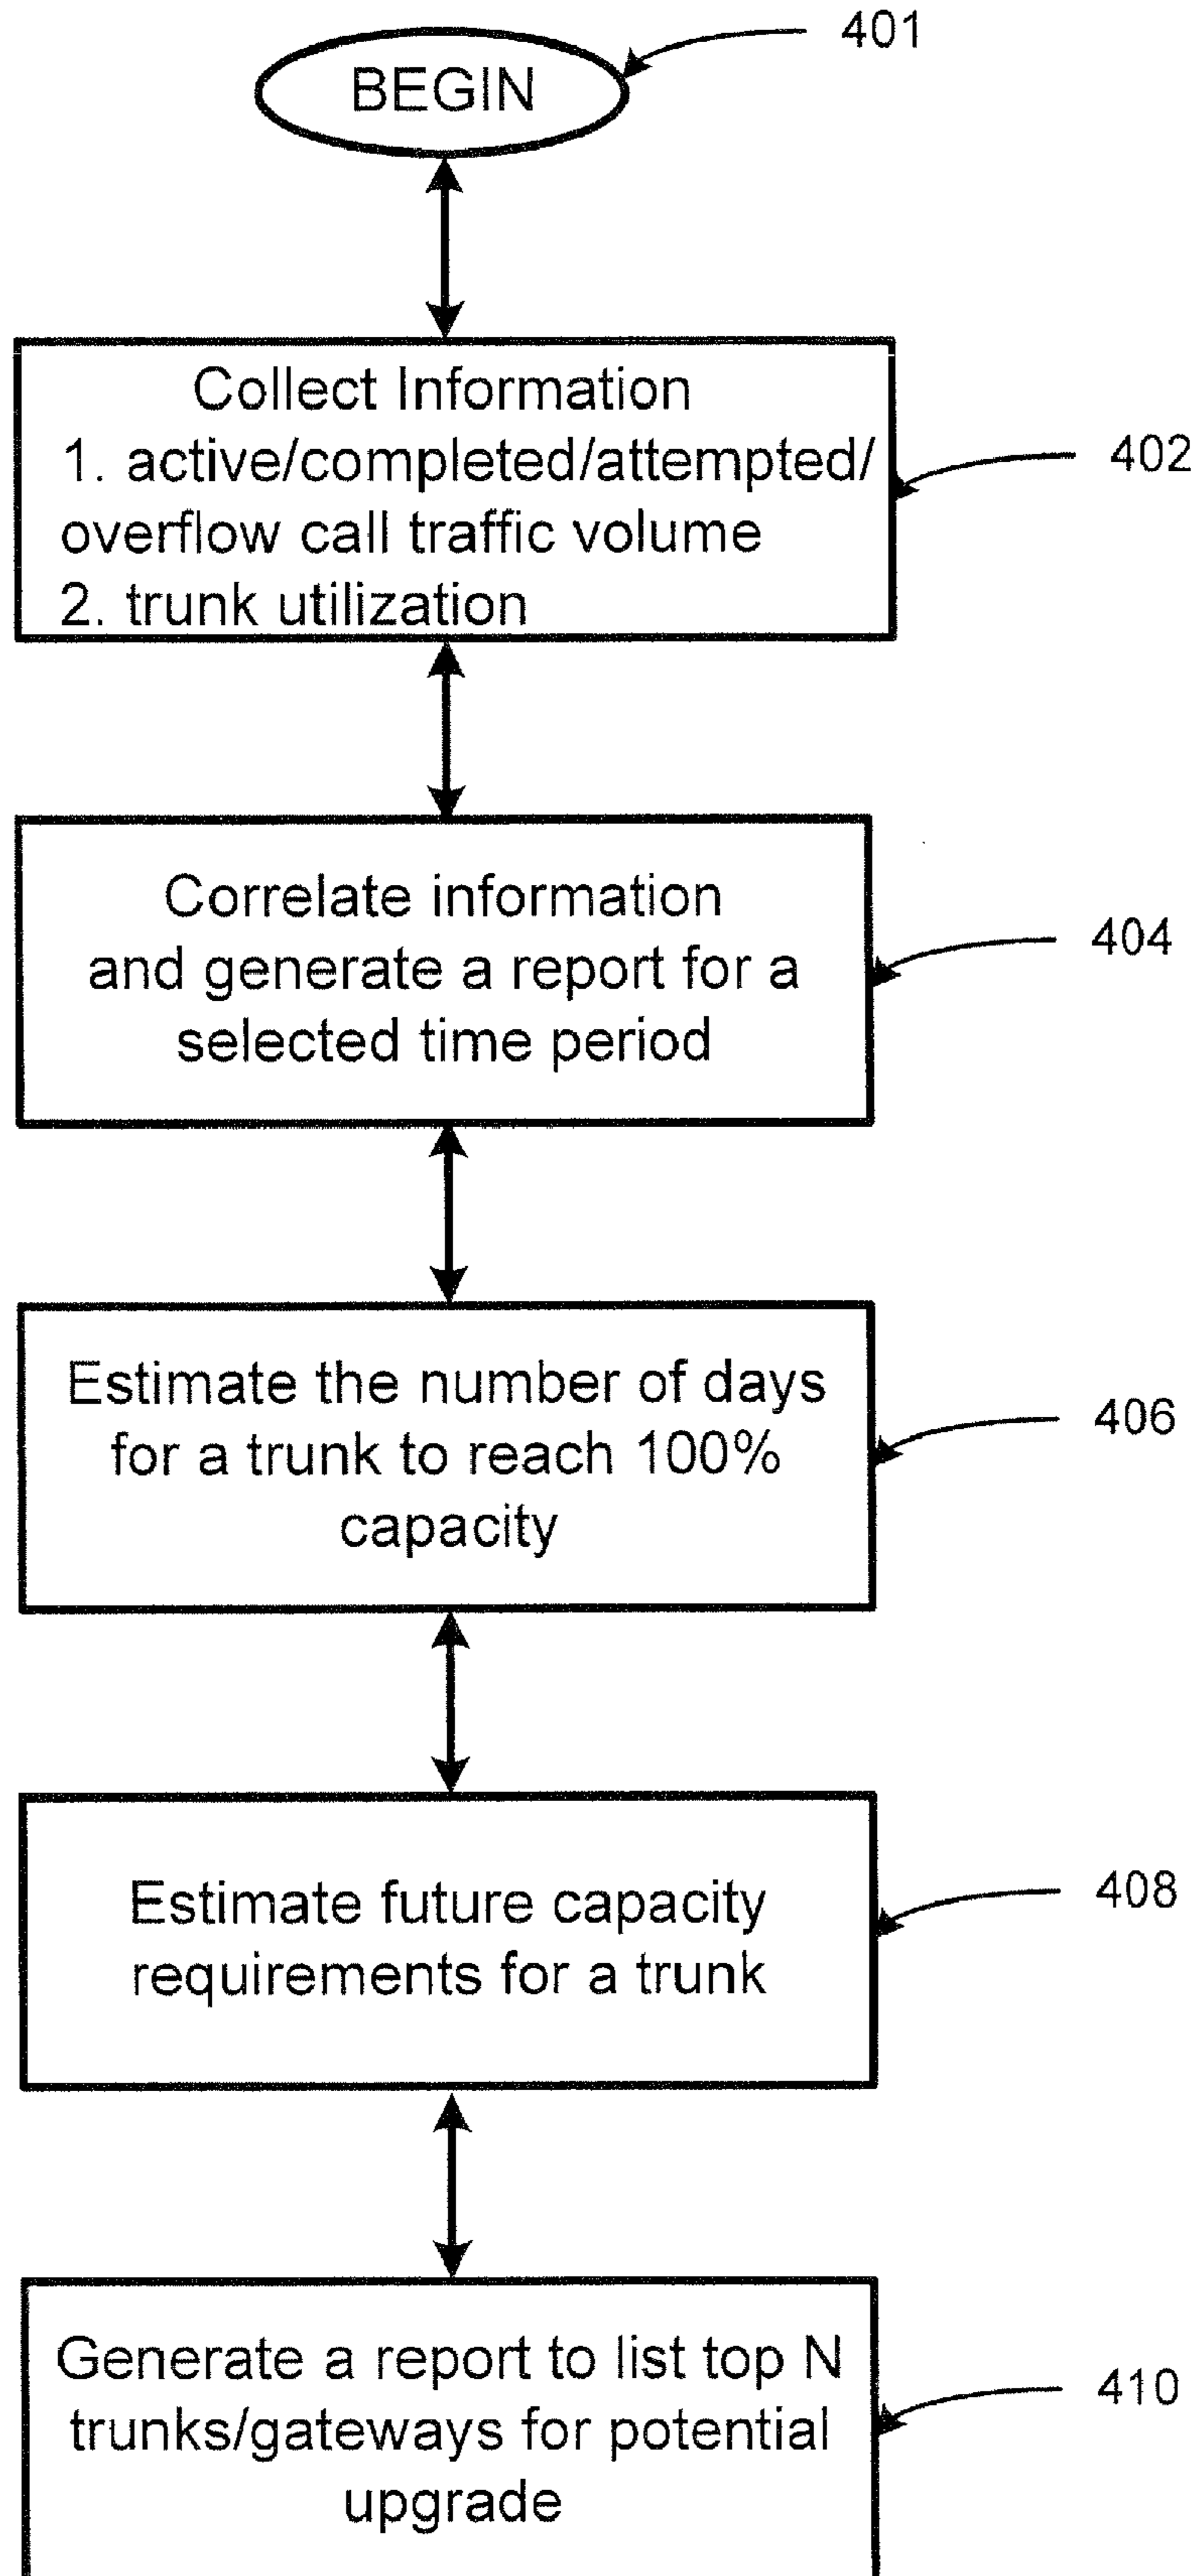 BEGIN
401
Collect Information
1. active/completed/attempted/
overflow call traffic volume
2. trunk utilization
402
Correlate information
and generate a report for a
selected time period
404
Estimate the number of days
for a trunk to reach 100%
capacity
406
Estimate future capacity
requirements for a trunk
408
Generate a report to list top N
trunks/gateways for potential
upgrade
410